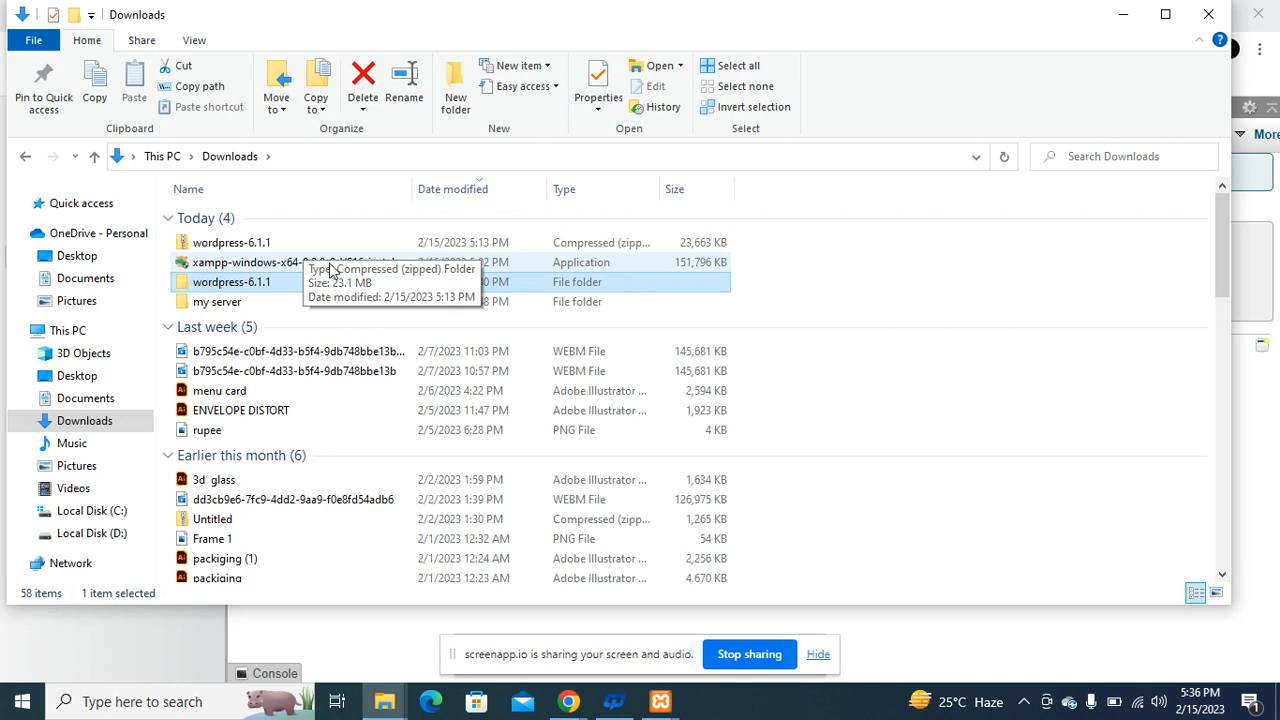 Downloads
File
Home
Share
View
Pin to Quick access
Copy
Paste
Cut
Copy path
Paste shortcut
Clipboard
Move to
Copy to
Delete
Rename
Organize
New folder
New item
Easy access
New
Properties
Open
Edit
History
Open
Select all
Select none
Invert selection
Select
This PC > Downloads >
Search Downloads
Name Date modified Type Size
Quick access
OneDrive - Personal
Desktop
Documents
Pictures
This PC
3D Objects
Desktop
Documents
Downloads
Music
Pictures
Videos
Local Disk (C:)
Local Disk (D:)
Network
Today (4)
wordpress-6.1.1 2/15/2023 5:13 PM Compressed (zipp... 23,663 KB
xampp-windows-x64- Application 151,796 KB
wordpress-6.1.1 File folder
my server File folder
Type: Compressed (zipped) Folder
Size: 23.1 MB
Date modified: 2/15/2023 5:13 PM
Last week (5)
b795c54e-c0bf-4d33-b5f4-9db748bbe13b... 2/7/2023 11:03 PM WEBM File 145,681 KB
b795c54e-c0bf-4d33-b5f4-9db748bbe13b 2/7/2023 10:57 PM WEBM File 145,681 KB
menu card 2/6/2023 4:22 PM Adobe Illustrator ... 2,594 KB
ENVELOPE DISTORT 2/5/2023 11:47 PM Adobe Illustrator ... 1,923 KB
rupee 2/5/2023 6:28 PM PNG File 4 KB
Earlier this month (6)
3d glass 2/2/2023 1:59 PM Adobe Illustrator ... 1,634 KB
dd3cb9e6-7fc9-4dd2-9aa9-f0e8fd54adb6 2/2/2023 1:39 PM WEBM File 126,975 KB
Untitled 2/2/2023 1:30 PM Compressed (zipp... 1,265 KB
Frame 1 2/1/2023 12:32 AM PNG File 54 KB
packiging (1) 2/1/2023 12:24 AM Adobe Illustrator ... 2,256 KB
packiging 2/1/2023 12:23 AM Adobe Illustrator ... 4,670 KB
58 items 1 item selected
More
screenapp.io is sharing your screen and audio. Stop sharing Hide
Console
Type here to search
25°C Haze
5:36 PM
2/15/2023
1